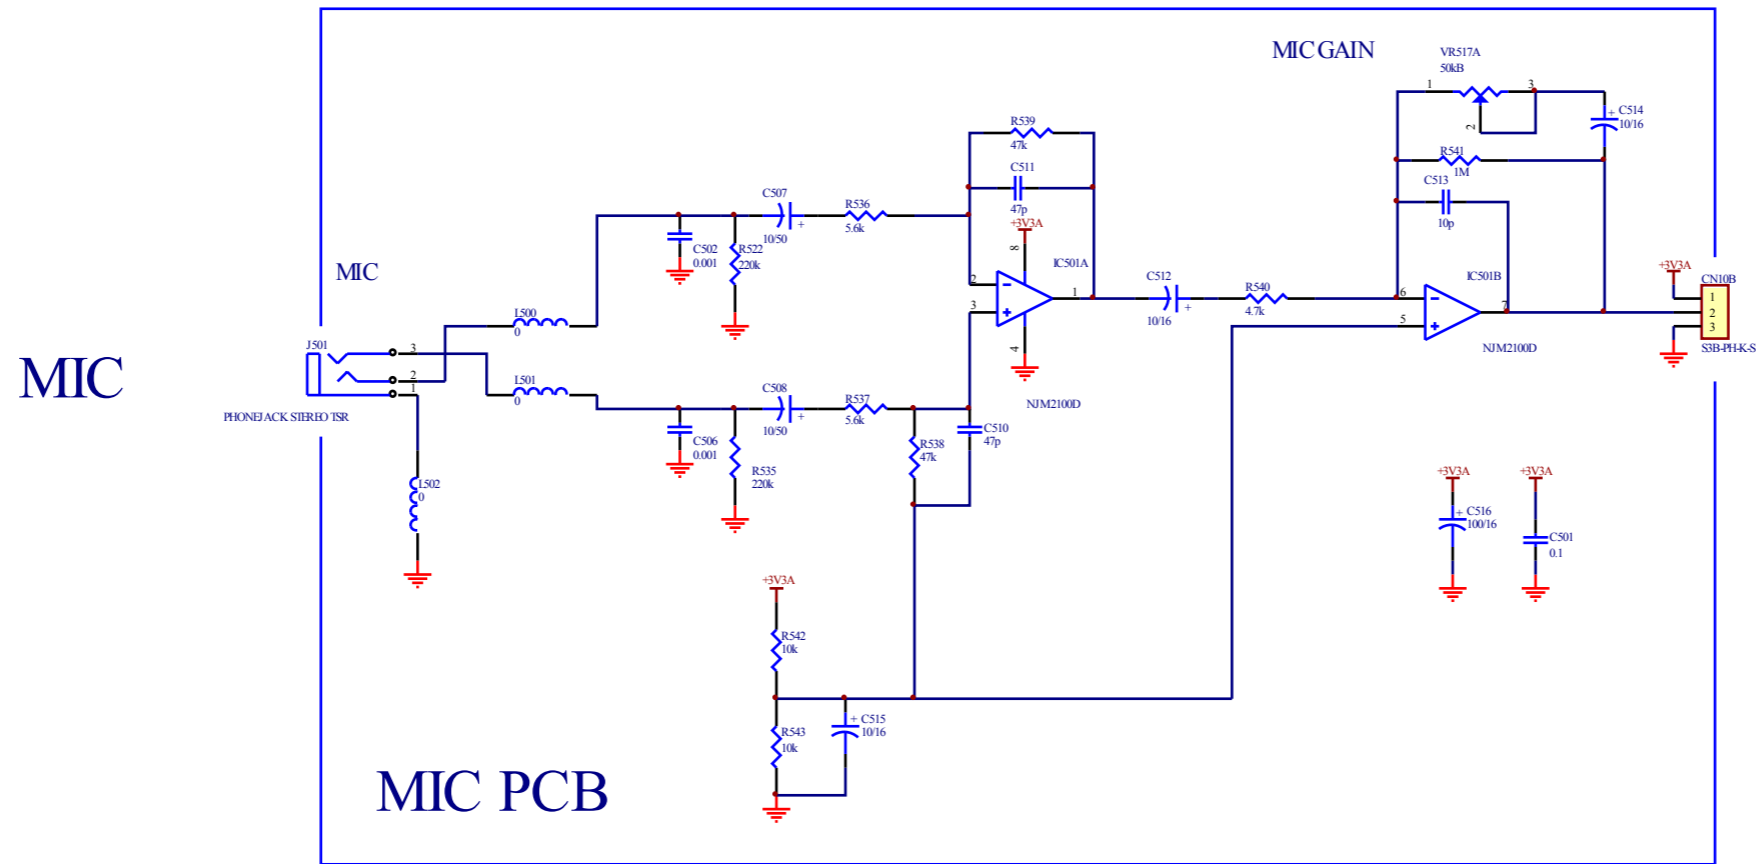 MIC GAIN
VR517A
50kB
1
3
2
C514
10/16
R539
47k
C511
47p
R541
1M
C513
10p
C507
10/50
R536
5.6k
+3V3A
8
C502
0.001
R522
220k
MIC
IC501A
2
3
1
4
NJM2100D
C512
10/16
R540
4.7k
IC501B
6
5
7
NJM2100D
+3V3A
CN10B
1
2
3
S3B-PH-K-S
L500
0
J501
3
2
1
MIC
PHONEJACK STEREO TSR
L501
0
C508
10/50
R537
5.6k
C506
0.001
R535
220k
R538
47k
C510
47p
L502
0
+3V3A
C516
100/16
+3V3A
C501
0.1
+3V3A
R542
10k
R543
10k
C515
10/16
MIC PCB